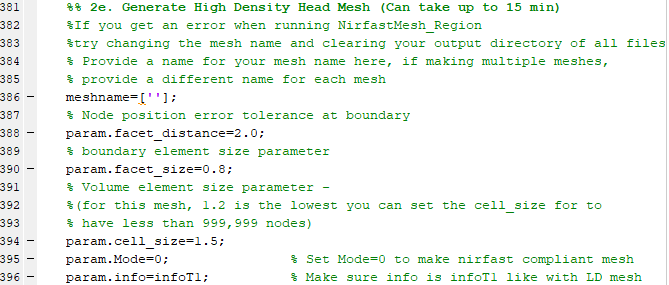 381 %% 2e. Generate High Density Head Mesh (Can take up to 15 min)
382 %If you get an error when running NirfastMesh_Region
383 %try changing the mesh name and clearing your output directory of all files
384 % Provide a name for your mesh name here, if making multiple meshes,
385 % provide a different name for each mesh
386 – meshname=[''];
387 % Node position error tolerance at boundary
388 – param.facet_distance=2.0;
389 % boundary element size parameter
390 – param.facet_size=0.8;
391 % Volume element size parameter –
392 %(for this mesh, 1.2 is the lowest you can set the cell_size for to
393 % have less than 999,999 nodes)
394 – param.cell_size=1.5;
395 – param.Mode=0; % Set Mode=0 to make nirfast compliant mesh
396 – param.info=infoT1; % Make sure info is infoT1 like with LD mesh